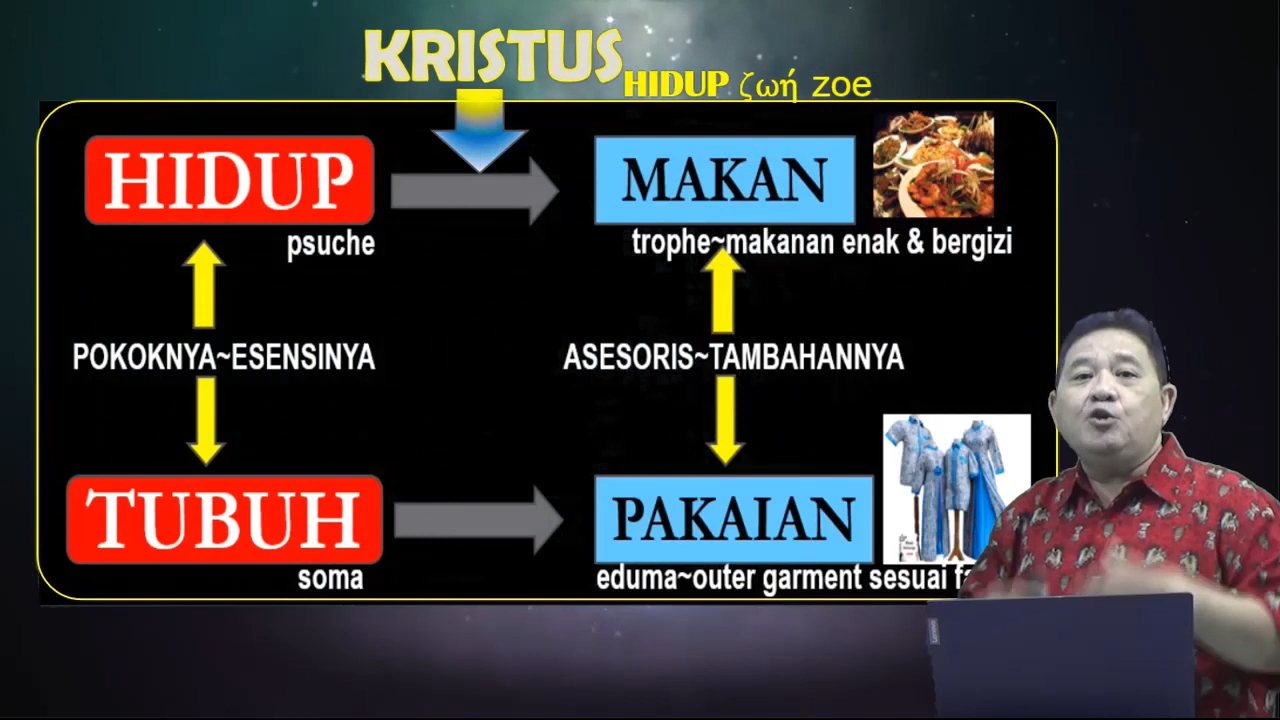 KRISTUS
HIDUP ζωή zoe
HIDUP
MAKAN
psuche
trophe~makanan enak & bergizi
POKOKNYA~ESENSINYA
ASESORIS~TAMBAHANNYA
TUBUH
PAKAIAN
soma
eduma~outer garment sesuai
Lenovo